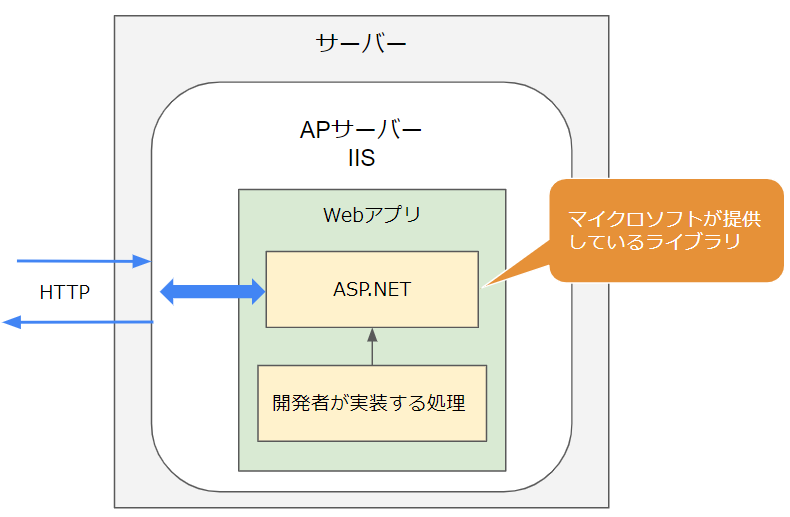 サーバー
APサーバー
IIS
Webアプリ
マイクロソフトが提供
しているライブラリ
ASP.NET
HTTP
開発者が実装する処理